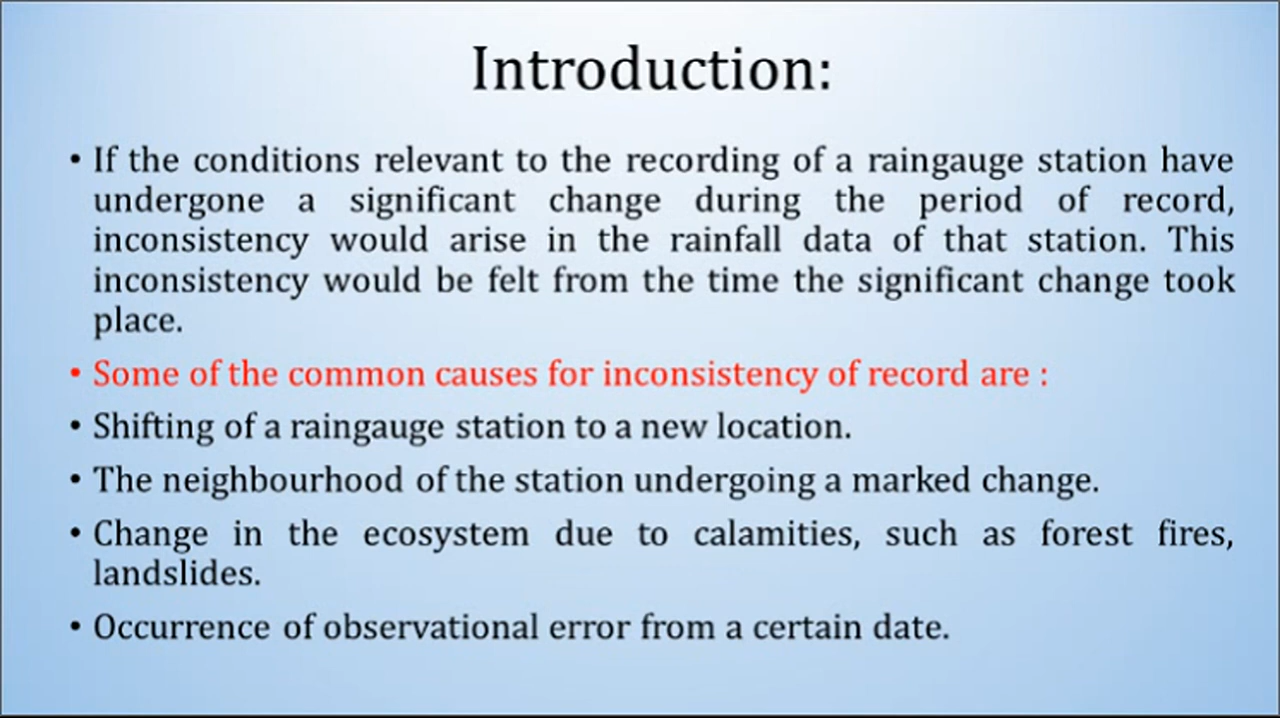 Introduction:
• If the conditions relevant to the recording of a raingauge station have
undergone a significant change during the period of record,
inconsistency would arise in the rainfall data of that station. This
inconsistency would be felt from the time the significant change took
place.
• Some of the common causes for inconsistency of record are :
• Shifting of a raingauge station to a new location.
• The neighbourhood of the station undergoing a marked change.
• Change in the ecosystem due to calamities, such as forest fires,
landslides.
• Occurrence of observational error from a certain date.